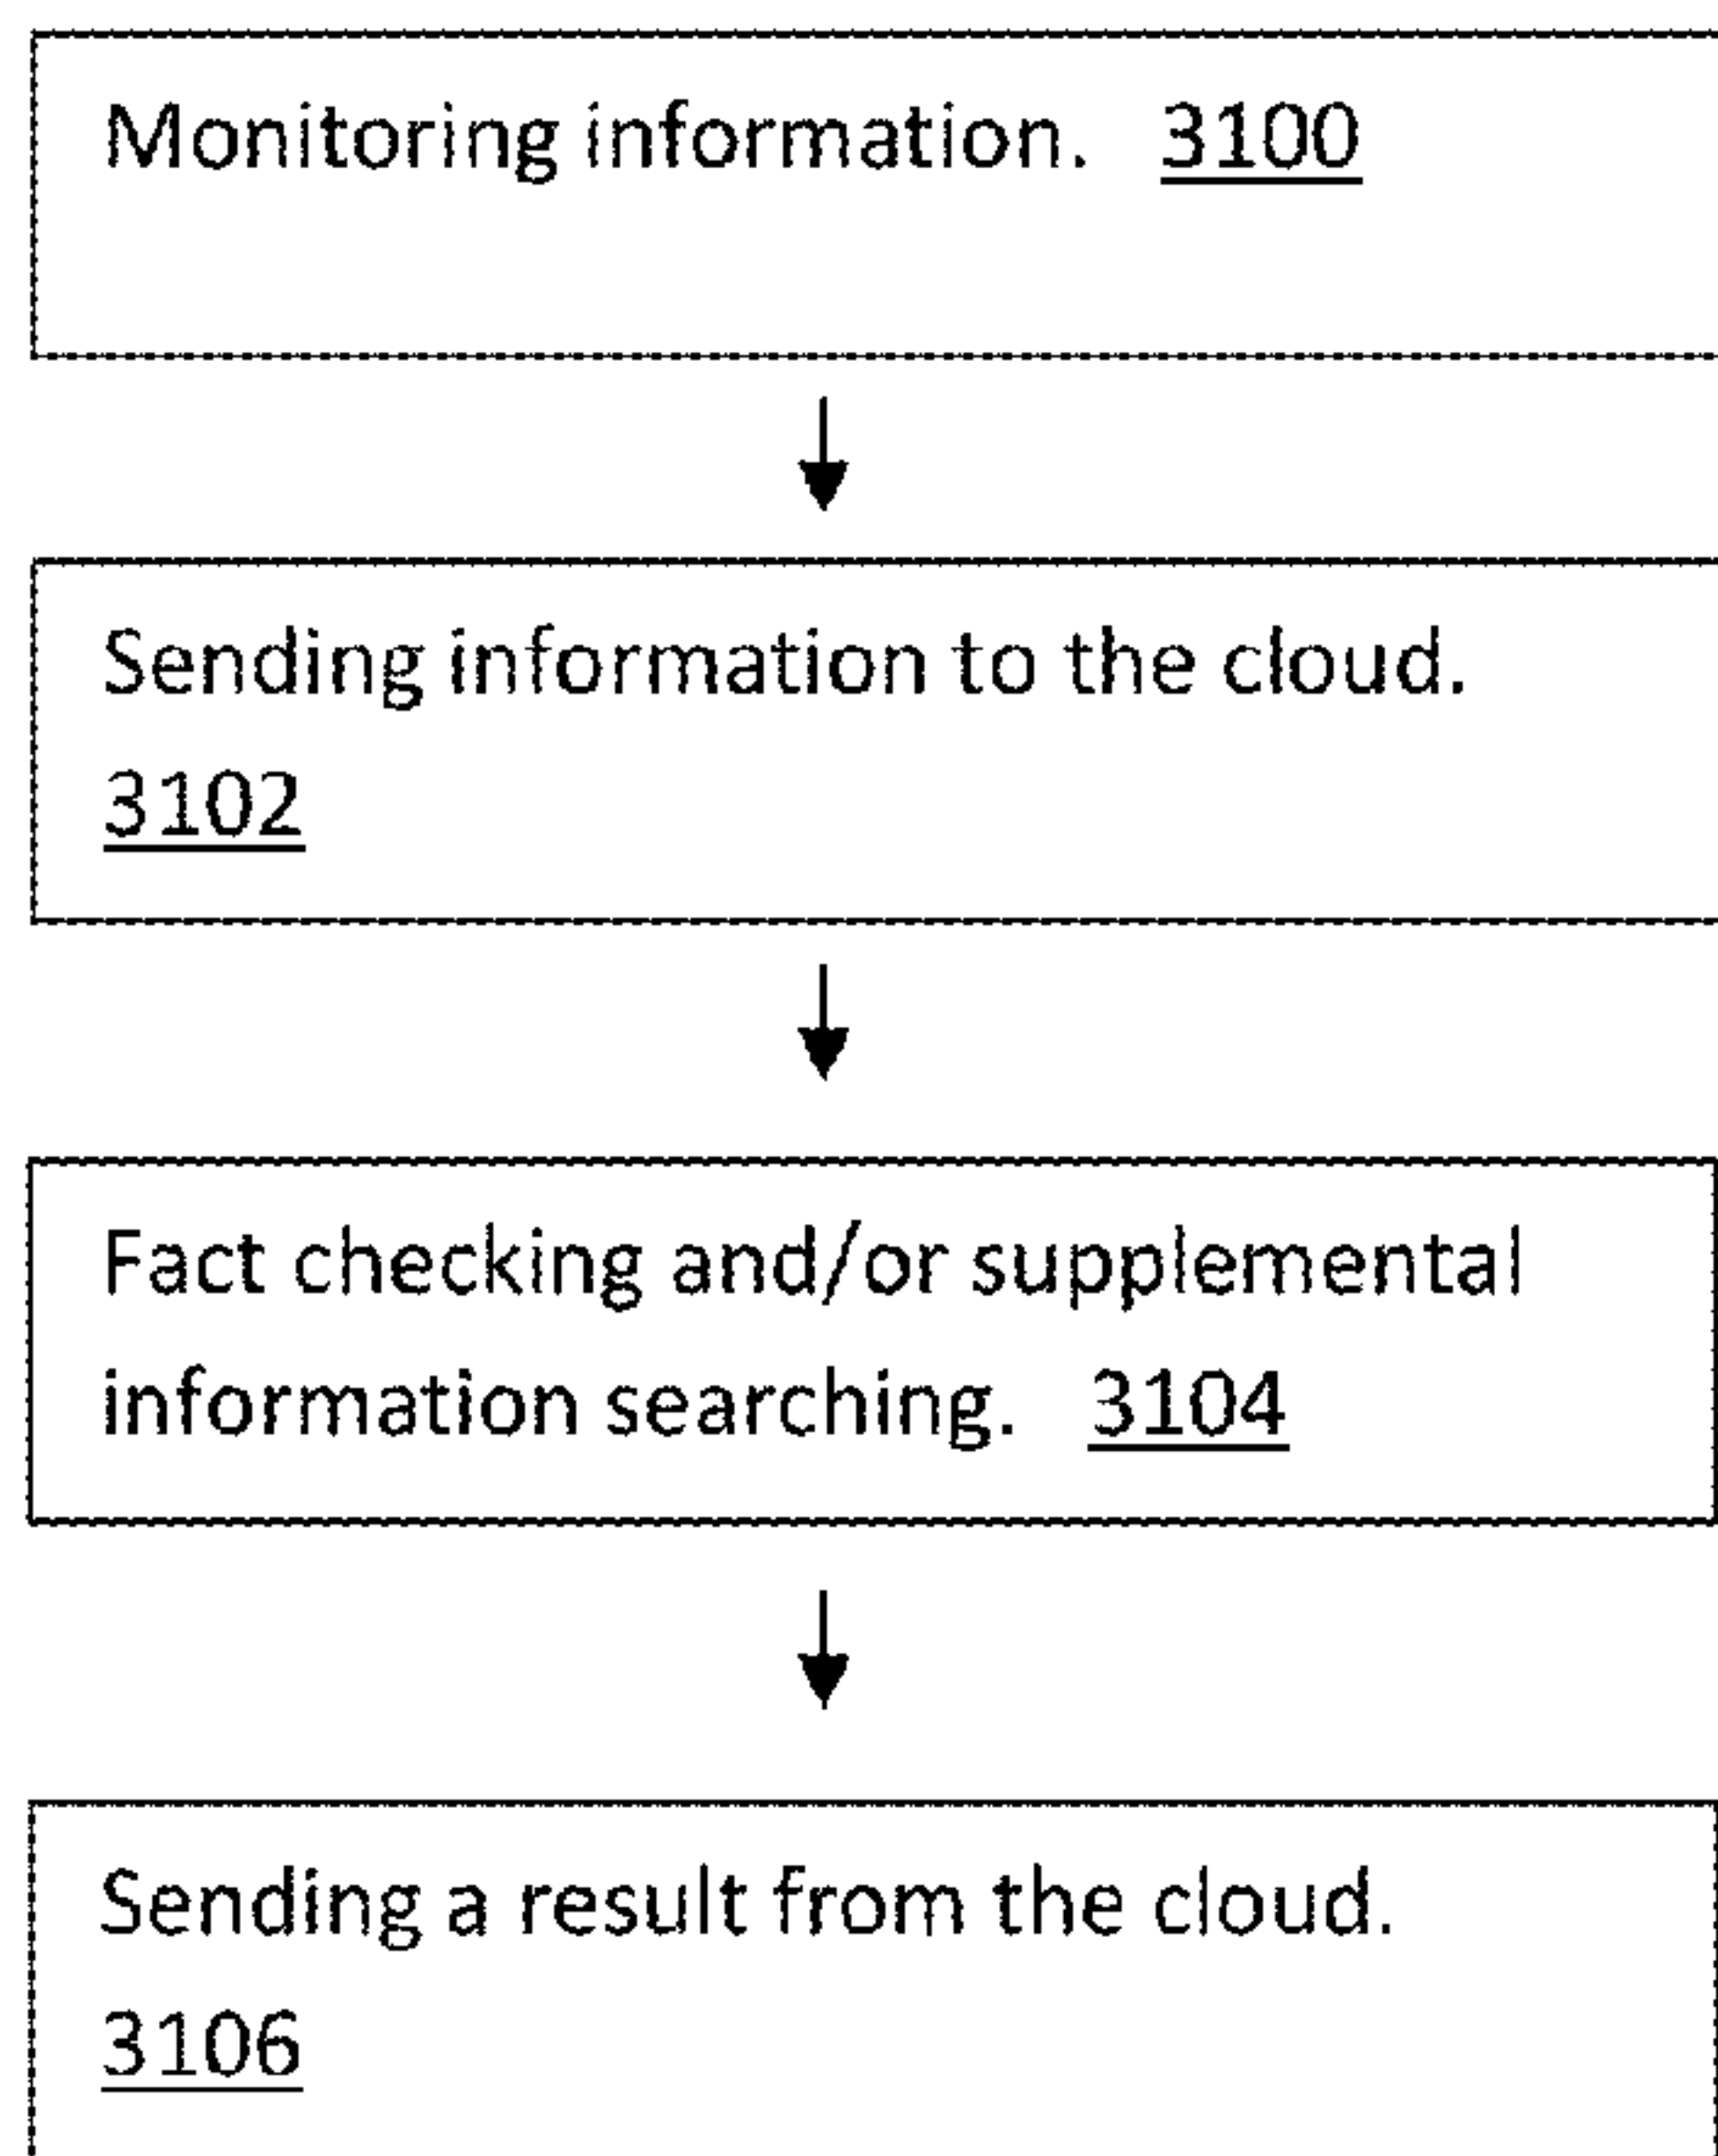 Monitoring information. 3100
Sending information to the cloud.
3102
Fact checking and/or supplemental
information searching. 3104
Sending a result from the cloud.
3106